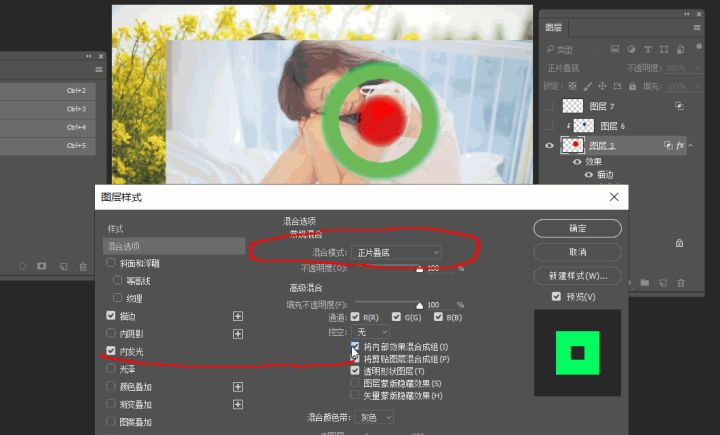 Ctrl+2
Ctrl+3
Ctrl+4
Ctrl+5
图层
类型
正片叠底 不透明度: 100%
锁定: 填充: 100%
图层 7
图层 6
图层 3 fx
效果
描边
图层样式
样式
混合选项
斜面和浮雕
等高线
纹理
描边
内阴影
内发光
光泽
颜色叠加
渐变叠加
图案叠加
混合选项
常规混合
混合模式: 正片叠底
不透明度(O): 100 %
高级混合
填充不透明度(F): 100 %
通道: R(R) G(G) B(B)
挖空: 无
将内部效果混合成组(I)
将剪贴图层混合成组(P)
透明形状图层(T)
图层蒙版隐藏效果(S)
矢量蒙版隐藏效果(H)
混合颜色带: 灰色
确定
取消
新建样式(W)...
预览(V)